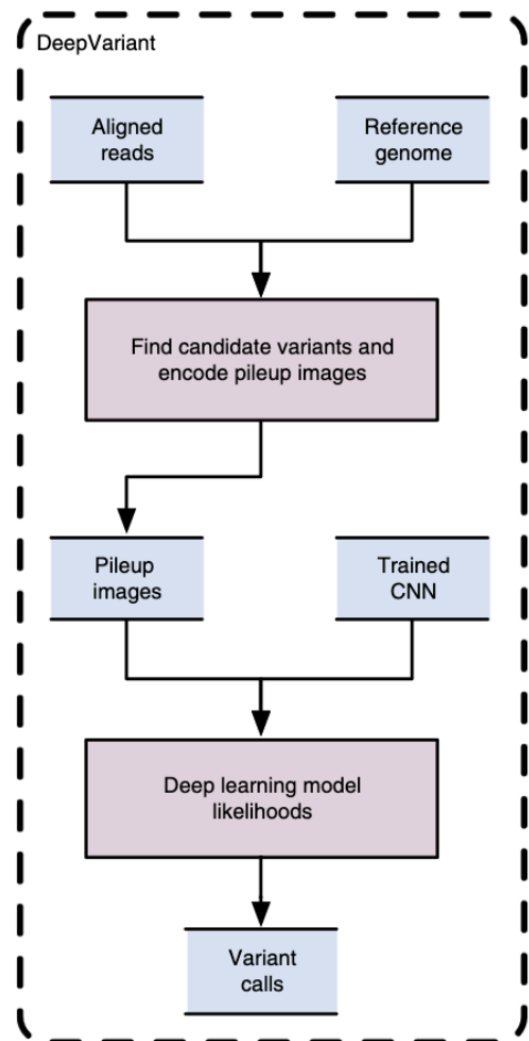 DeepVariant
Aligned
reads
Reference
genome
Find candidate variants and
encode pileup images
Pileup
images
Trained
CNN
Deep learning model
likelihoods
Variant
calls